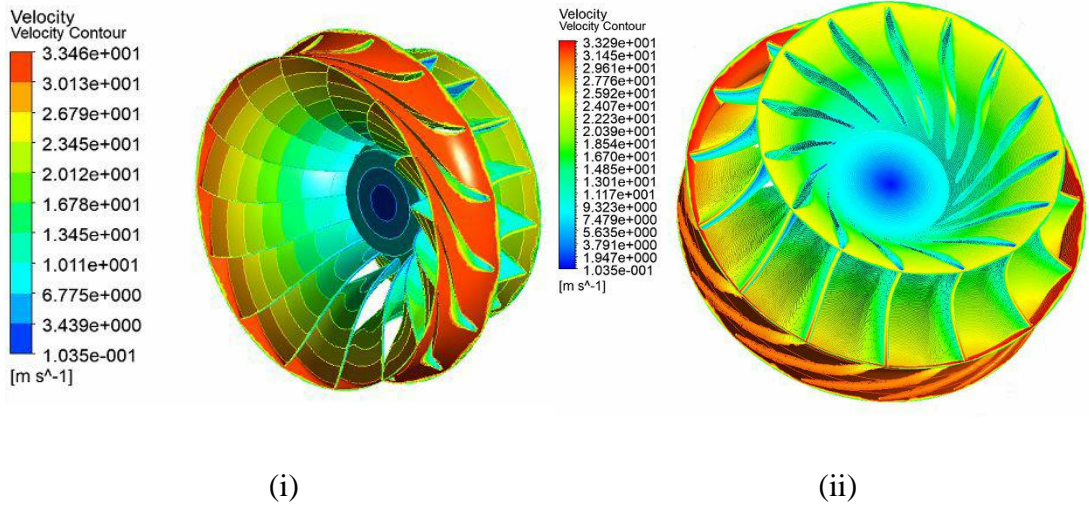 Velocity
Velocity Contour
3.346e+001
3.013e+001
2.679e+001
2.345e+001
2.012e+001
1.678e+001
1.345e+001
1.011e+001
6.775e+000
3.439e+000
1.035e-001
[m s^-1]
Velocity
Velocity Contour
3.329e+001
3.145e+001
2.961e+001
2.776e+001
2.592e+001
2.407e+001
2.223e+001
2.039e+001
1.854e+001
1.670e+001
1.485e+001
1.301e+001
1.117e+001
9.323e+000
7.479e+000
5.635e+000
3.791e+000
1.947e+000
1.035e-001
[m s^-1]
(i)
(ii)